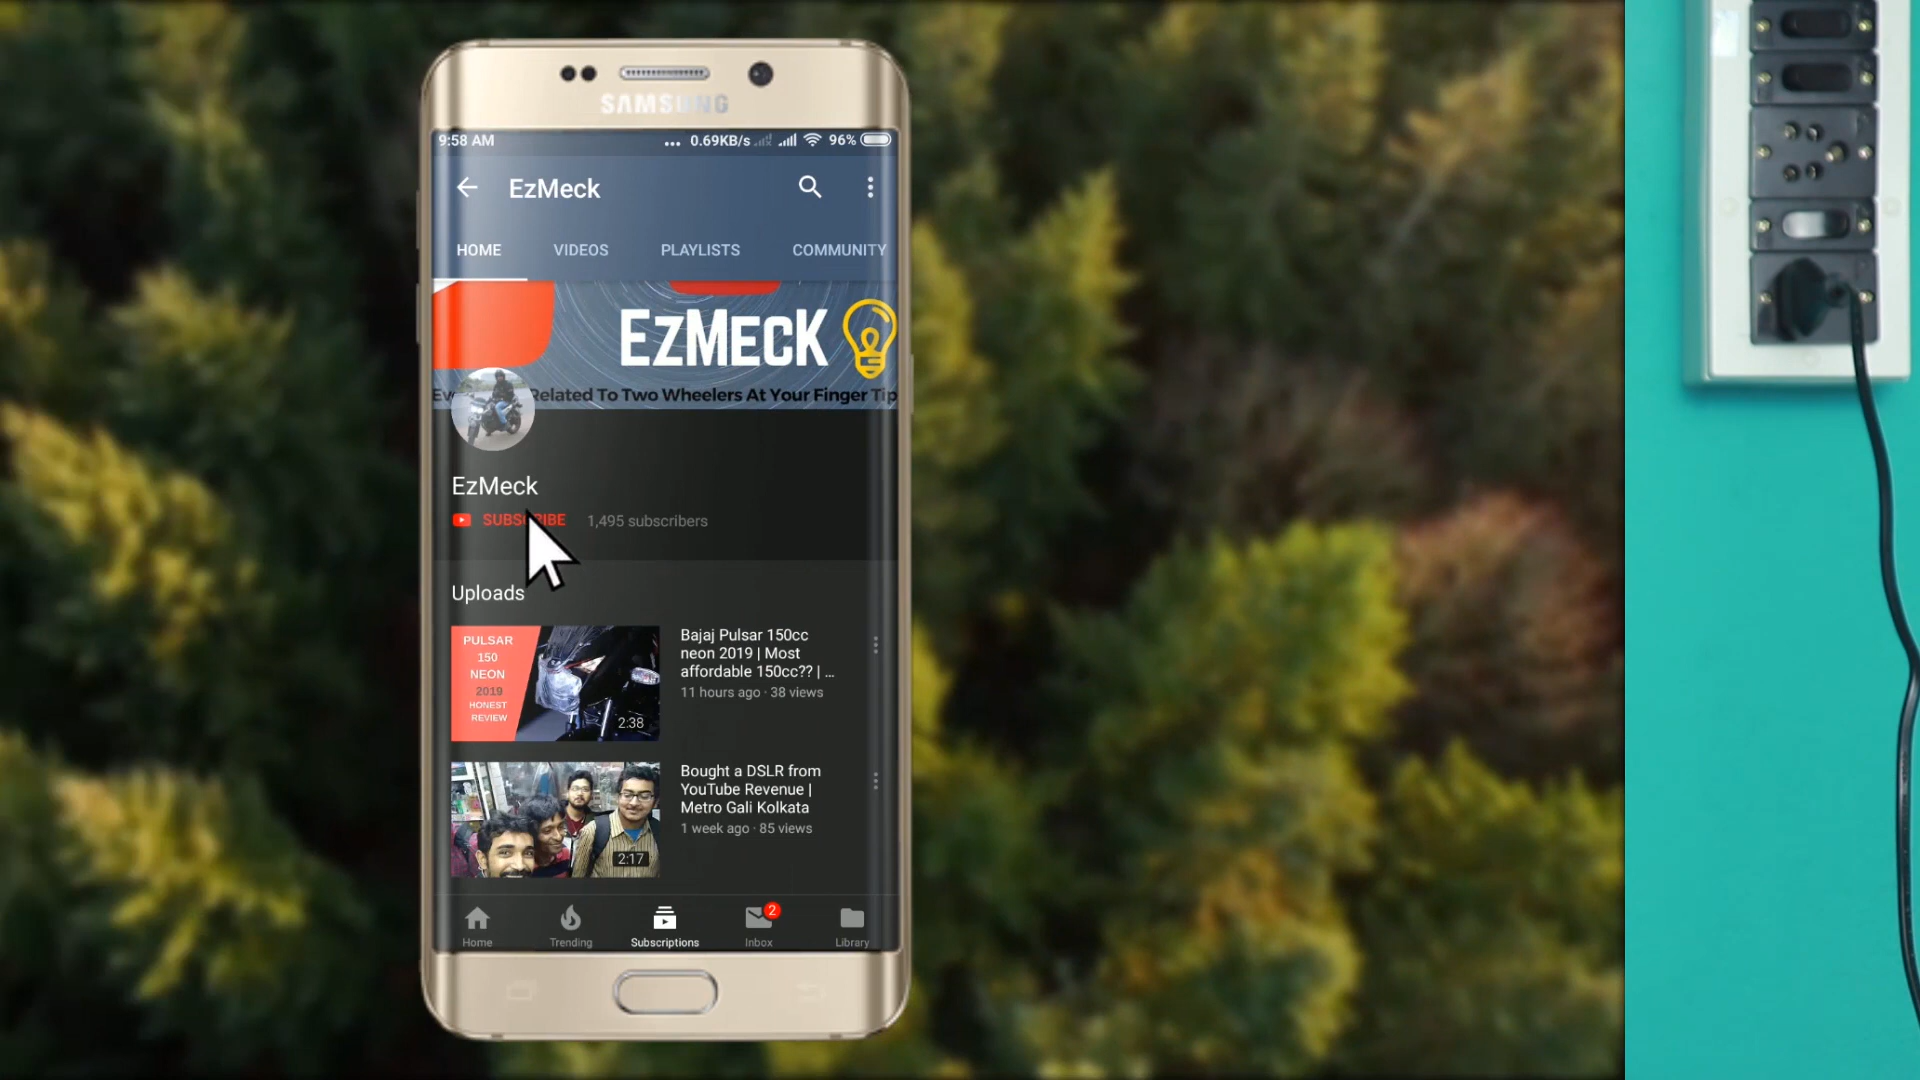 SAMSUNG
9:58 AM ... 0.69KB/s 96%
EzMeck
HOME VIDEOS PLAYLISTS COMMUNITY
EzMecK
Ev Related To Two Wheelers At Your Finger Tip
EzMeck
SUBSCRIBE 1,495 subscribers
Uploads
PULSAR
150
NEON
2019
HONEST
REVIEW
2:38
Bajaj Pulsar 150cc
neon 2019 | Most
affordable 150cc?? | ...
11 hours ago · 38 views
2:17
Bought a DSLR from
YouTube Revenue |
Metro Gali Kolkata
1 week ago · 85 views
2
Home Trending Subscriptions Inbox Library